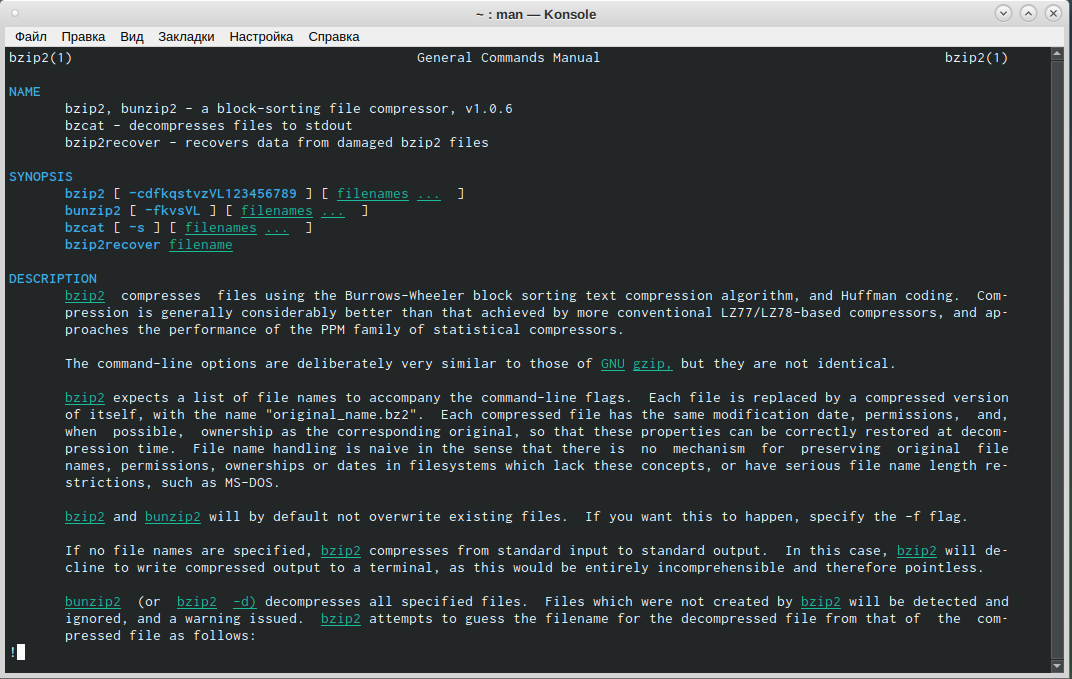 ~ : man — Konsole
Файл Правка Вид Закладки Настройка Справка
bzip2(1) General Commands Manual bzip2(1)
NAME
bzip2, bunzip2 - a block-sorting file compressor, v1.0.6
bzcat - decompresses files to stdout
bzip2recover - recovers data from damaged bzip2 files
SYNOPSIS
bzip2 [ -cdfkqstvzVL123456789 ] [ filenames ... ]
bunzip2 [ -fkvsVL ] [ filenames ... ]
bzcat [ -s ] [ filenames ... ]
bzip2recover filename
DESCRIPTION
bzip2 compresses files using the Burrows-Wheeler block sorting text compression algorithm, and Huffman coding. Com-
pression is generally considerably better than that achieved by more conventional LZ77/LZ78-based compressors, and ap-
proaches the performance of the PPM family of statistical compressors.
The command-line options are deliberately very similar to those of GNU gzip, but they are not identical.
bzip2 expects a list of file names to accompany the command-line flags. Each file is replaced by a compressed version
of itself, with the name "original_name.bz2". Each compressed file has the same modification date, permissions, and,
when possible, ownership as the corresponding original, so that these properties can be correctly restored at decom-
pression time. File name handling is naive in the sense that there is no mechanism for preserving original file
names, permissions, ownerships or dates in filesystems which lack these concepts, or have serious file name length re-
strictions, such as MS-DOS.
bzip2 and bunzip2 will by default not overwrite existing files. If you want this to happen, specify the -f flag.
If no file names are specified, bzip2 compresses from standard input to standard output. In this case, bzip2 will de-
cline to write compressed output to a terminal, as this would be entirely incomprehensible and therefore pointless.
bunzip2 (or bzip2 -d) decompresses all specified files. Files which were not created by bzip2 will be detected and
ignored, and a warning issued. bzip2 attempts to guess the filename for the decompressed file from that of the com-
pressed file as follows:
!